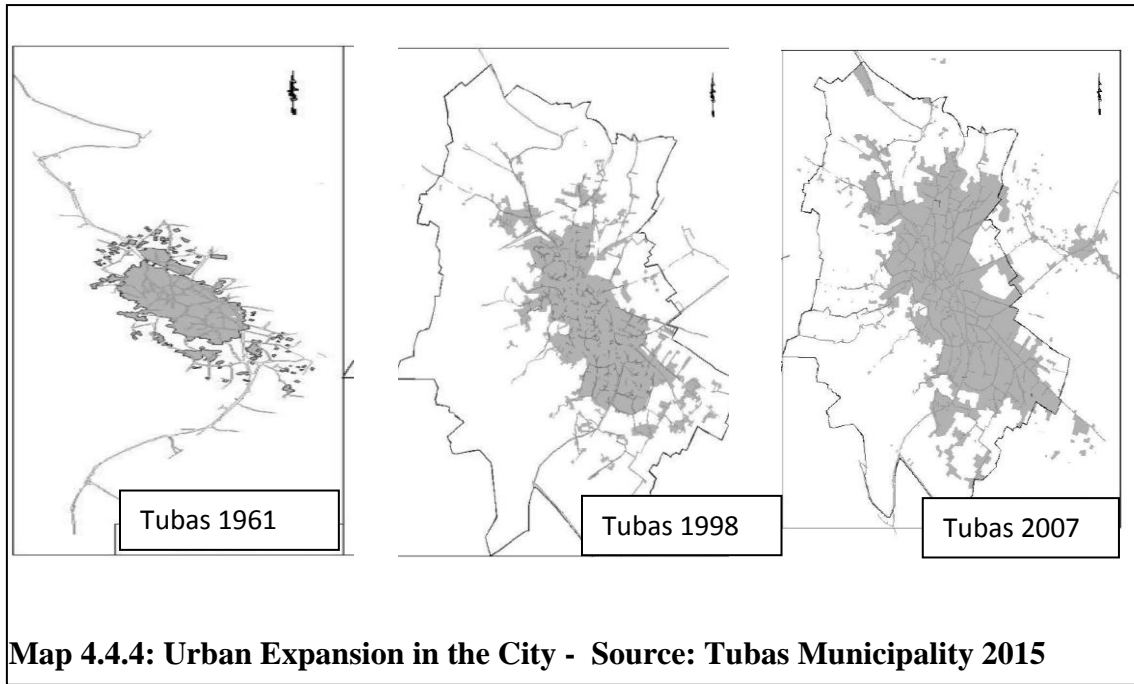 Tubas 1961
Tubas 1998
Tubas 2007
Map 4.4.4: Urban Expansion in the City - Source: Tubas Municipality 2015